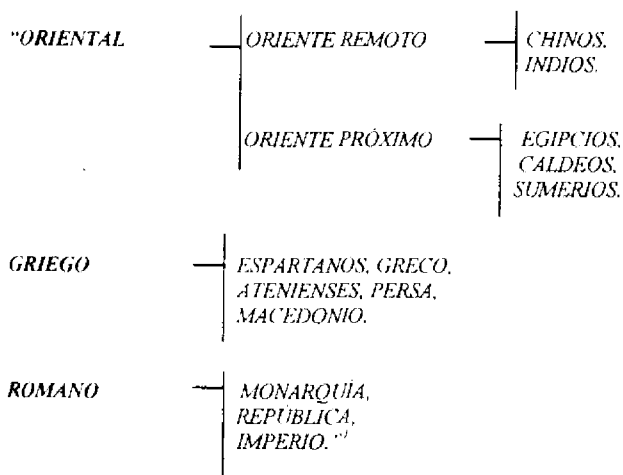 "ORIENTAL ORIENTE REMOTO CHINOS,
INDIOS.
ORIENTE PRÓXIMO EGIPCIOS,
CALDEOS,
SUMERIOS.
GRIEGO ESPARTANOS, GRECO,
ATENIENSES, PERSA,
MACEDONIO.
ROMANO MONARQUÍA,
REPÚBLICA,
IMPERIO."